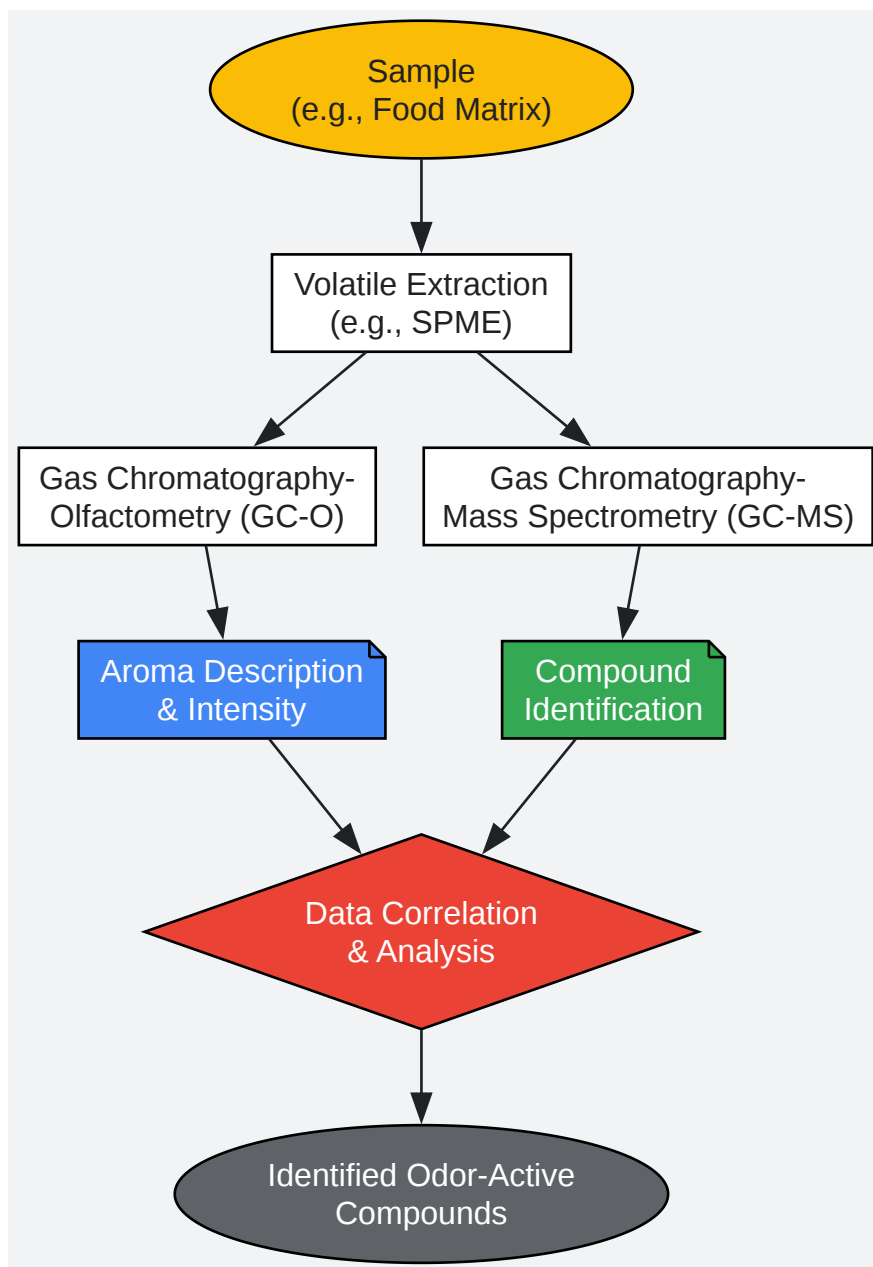 Sample
(e.g., Food Matrix)
Volatile Extraction
(e.g., SPME)
Gas Chromatography-
Olfactometry (GC-O)
Gas Chromatography-
Mass Spectrometry (GC-MS)
Aroma Description
& Intensity
Compound
Identification
Data Correlation
& Analysis
Identified Odor-Active
Compounds